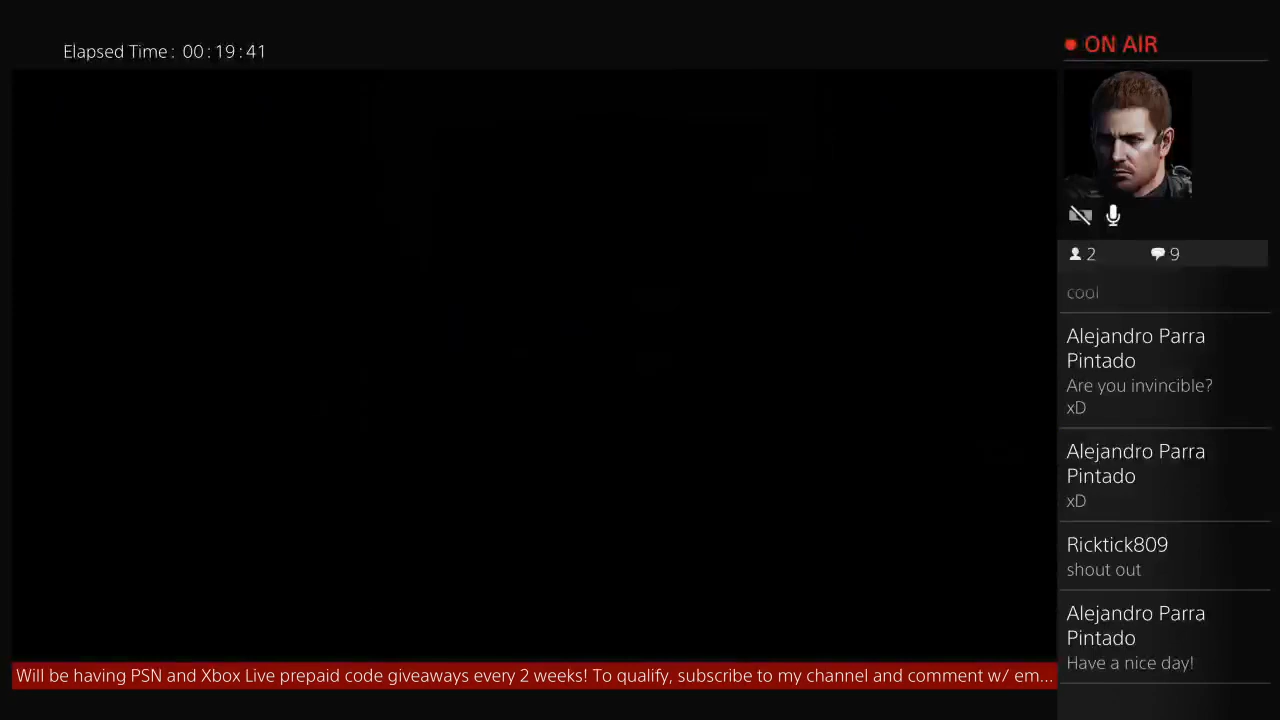 Elapsed Time: 00:19:41
ON AIR
2
9
cool
Alejandro Parra
Pintado
Are you invincible?
xD
Alejandro Parra
Pintado
xD
Ricktick809
shout out
Alejandro Parra
Pintado
Have a nice day!
Will be having PSN and Xbox Live prepaid code giveaways every 2 weeks! To qualify, subscribe to my channel and comment w/ em...